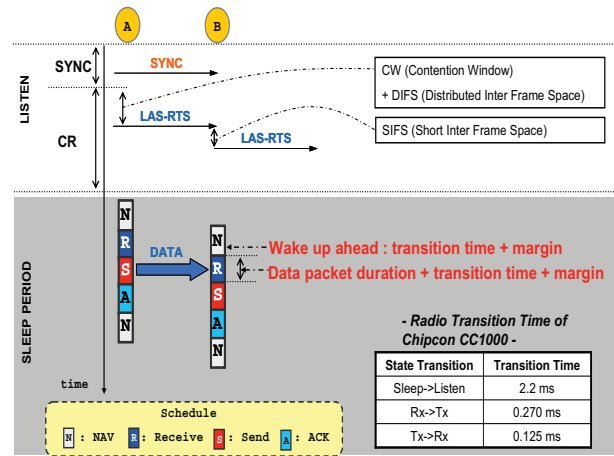 A
B
SYNC
SYNC
CW (Contention Window)
+ DIFS (Distributed Inter Frame Space)
LISTEN
LAS-RTS
SIFS (Short Inter Frame Space)
CR
LAS-RTS
N
R
S
A
N
DATA
N
R
S
A
N
Wake up ahead : transition time + margin
Data packet duration + transition time + margin
SLEEP PERIOD
- Radio Transition Time of
Chipcon CC1000 -
State Transition Transition Time
Sleep->Listen 2.2 ms
Rx->Tx 0.270 ms
Tx->Rx 0.125 ms
time
Schedule
N : NAV R : Receive S : Send A : ACK